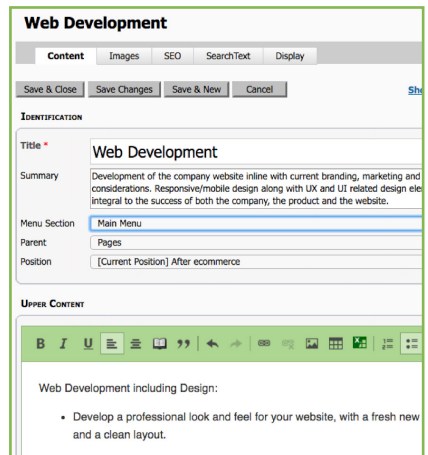 Web Development
Content Images SEO SearchText Display
Save & Close Save Changes Save & New Cancel
Identification
Title * Web Development
Summary Development of the company website inline with current branding, marketing and
considerations. Responsive/mobile design along with UX and UI related design
integral to the success of both the company, the product and the website.
Menu Section Main Menu
Parent Pages
Position [Current Position] After ecommerce
Upper Content
B I U
Web Development including Design:
• Develop a professional look and feel for your website, with a fresh new
and a clean layout.